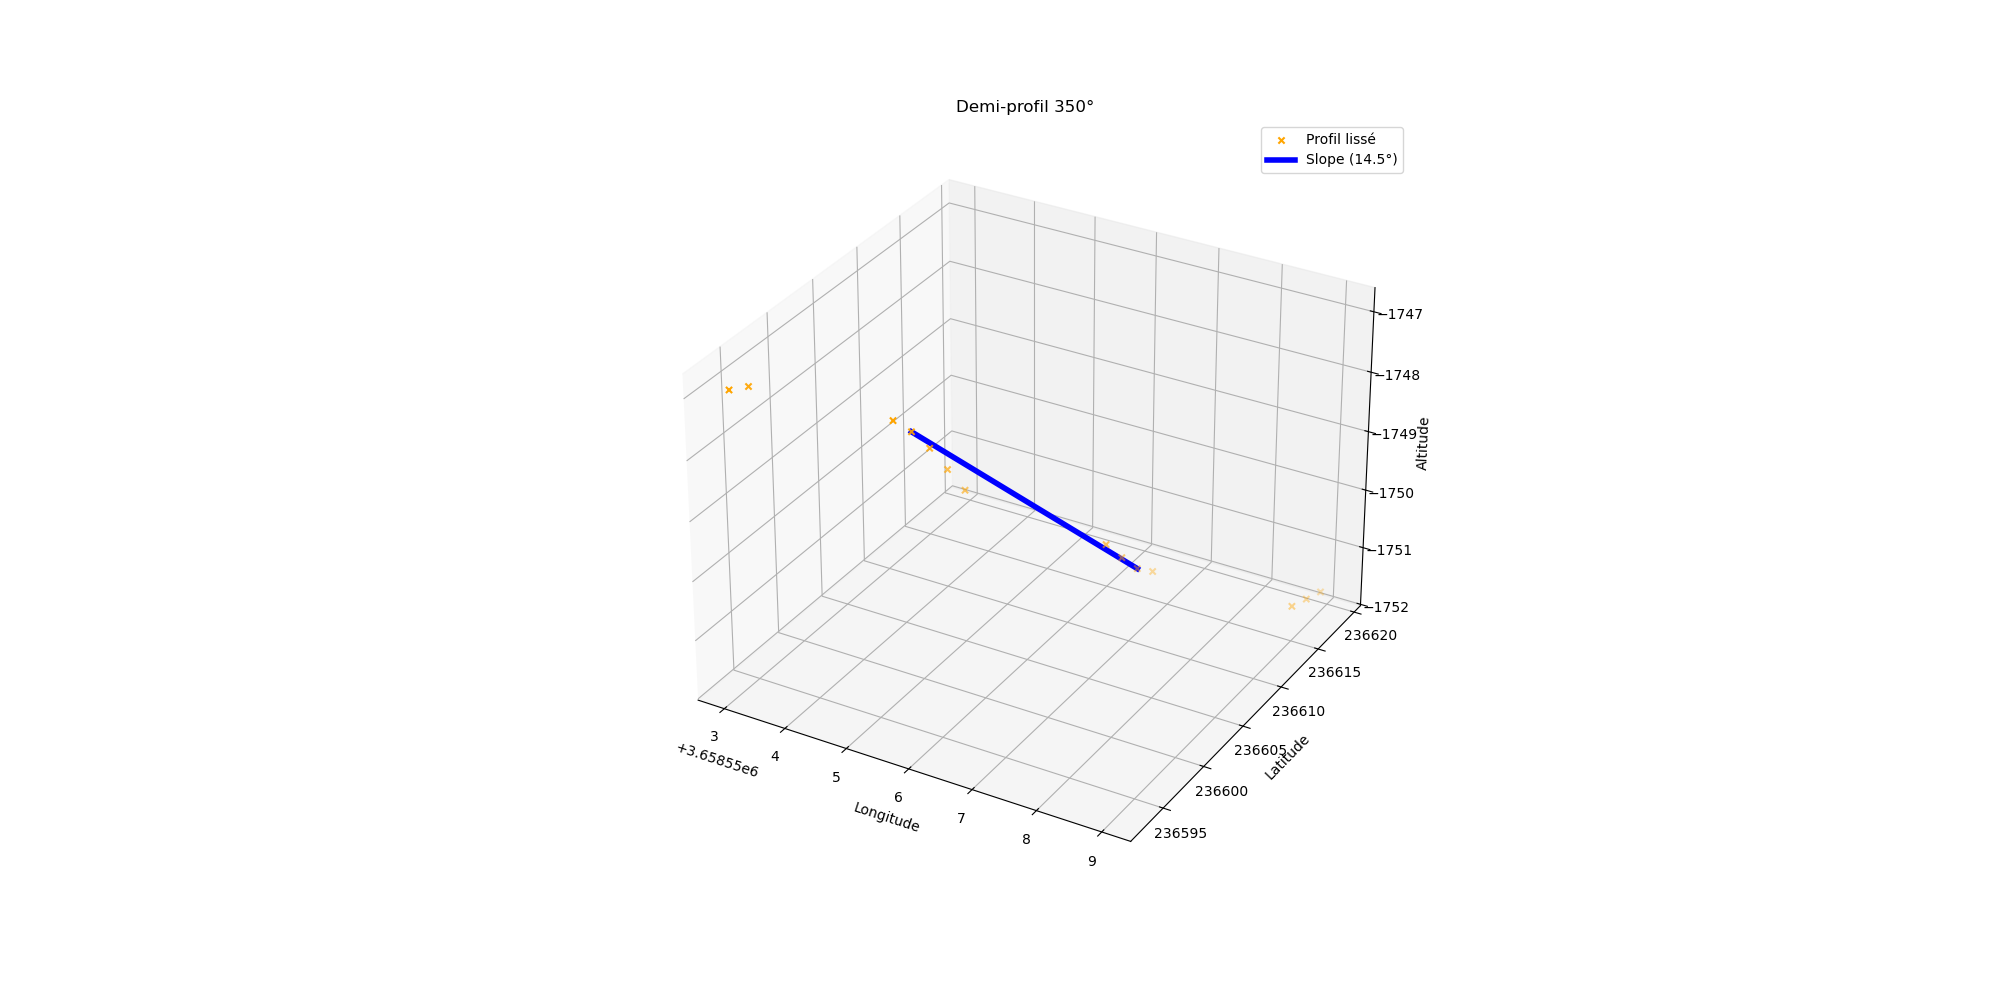 Demi-profil 350°
Profil lissé
Slope (14.5°)
−1747
−1748
−1749
−1750
−1751
−1752
Altitude
236620
236615
236610
236605
236600
236595
Latitude
3
4
5
6
7
8
9
+3.65855e6
Longitude